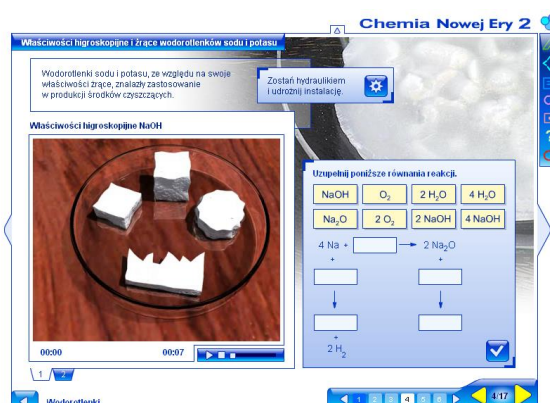 Chemia Nowej Ery 2
Właściwości higroskopijne i żrące wodorotlenków sodu i potasu
Wodorotlenki sodu i potasu, ze względu na swoje
właściwości żrące, znalazły zastosowanie
w produkcji środków czyszczących.
Zostań hydraulikiem
i udrożnij instalację.
Właściwości higroskopijne NaOH
Uzupełnij poniższe równania reakcji.
NaOH O₂ 2 H₂O 4 H₂O
Na₂O 2 O₂ 2 NaOH 4 NaOH
4 Na + → 2 Na₂O
+ +
+
2 H₂
00:00 00:07
1 2
Wodorotlenki
1 2 3 4 5 6 4/17